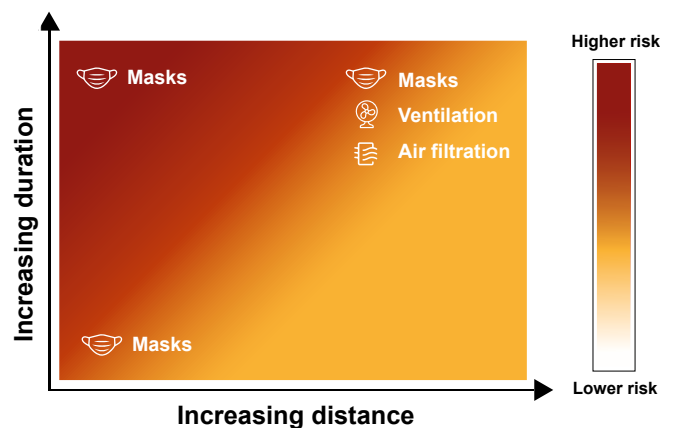 Higher risk
Masks
Masks
Ventilation
Air filtration
Increasing duration
Masks
Lower risk
Increasing distance